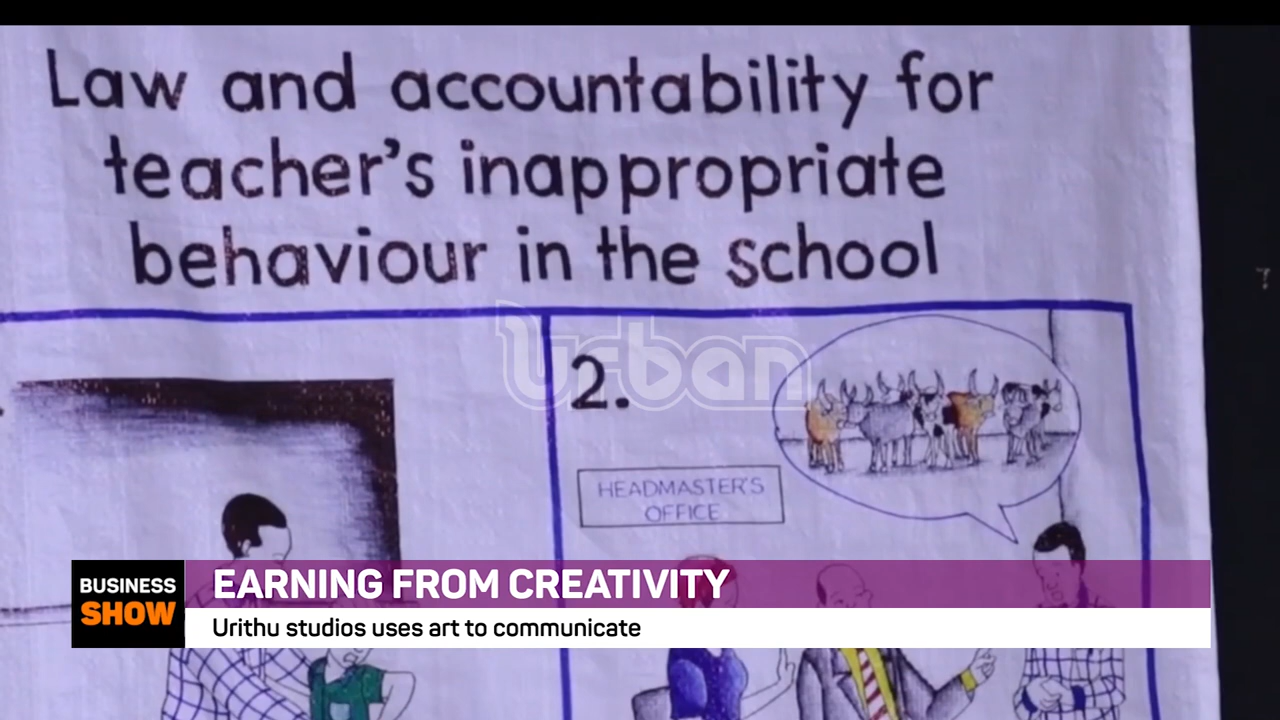 Law and accountability for
teacher's inappropriate
behaviour in the school
urban
2.
HEADMASTER'S
OFFICE
BUSINESS
SHOW
EARNING FROM CREATIVITY
Urithu studios uses art to communicate